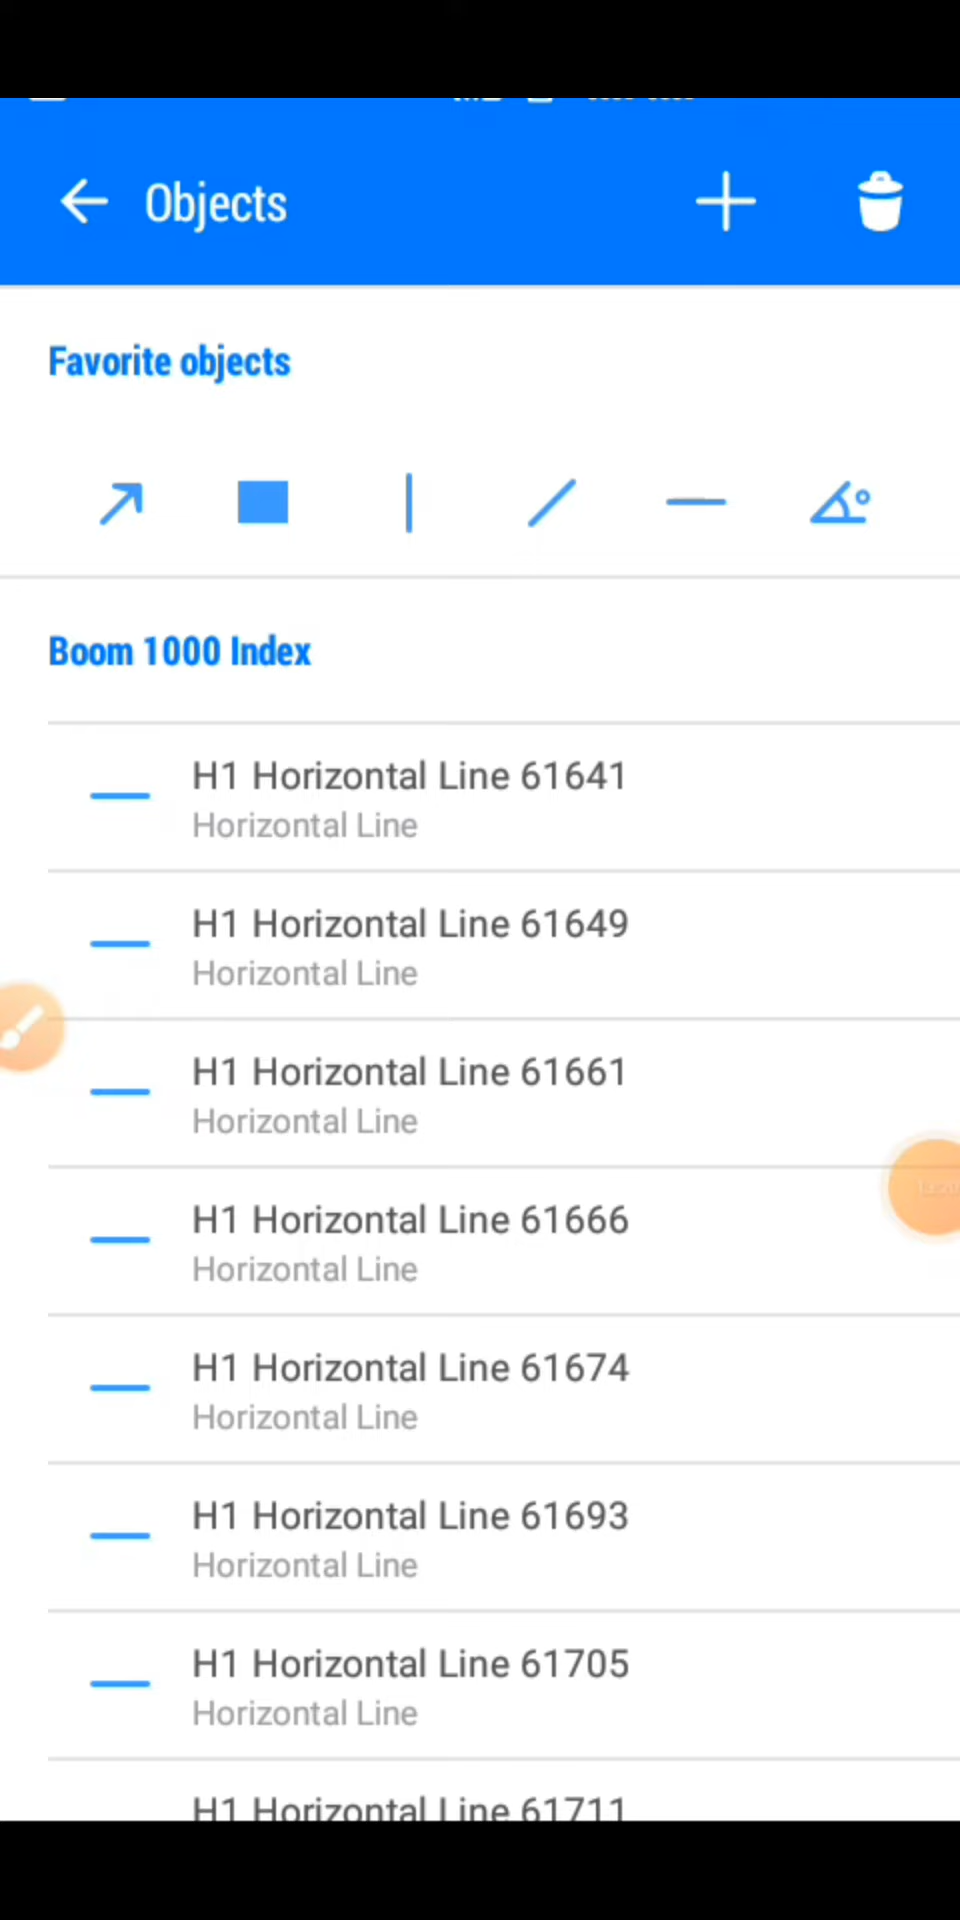 Objects
Favorite objects
Boom 1000 Index
H1 Horizontal Line 61641
Horizontal Line
H1 Horizontal Line 61649
Horizontal Line
H1 Horizontal Line 61661
Horizontal Line
H1 Horizontal Line 61666
Horizontal Line
H1 Horizontal Line 61674
Horizontal Line
H1 Horizontal Line 61693
Horizontal Line
H1 Horizontal Line 61705
Horizontal Line
H1 Horizontal Line 61711